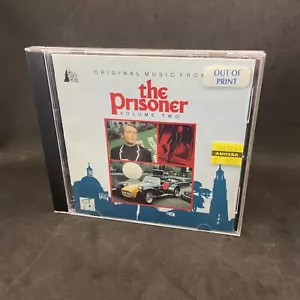 ORIGINAL MUSIC FROM
OUT OF
PRINT
the
Prisoner
VOLUME TWO
AMOEBA